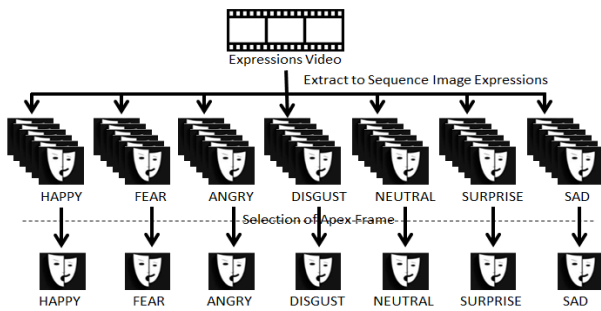 Expressions Video
Extract to Sequence Image Expressions
HAPPY FEAR ANGRY DISGUST NEUTRAL SURPRISE SAD
Selection of Apex Frame
HAPPY FEAR ANGRY DISGUST NEUTRAL SURPRISE SAD